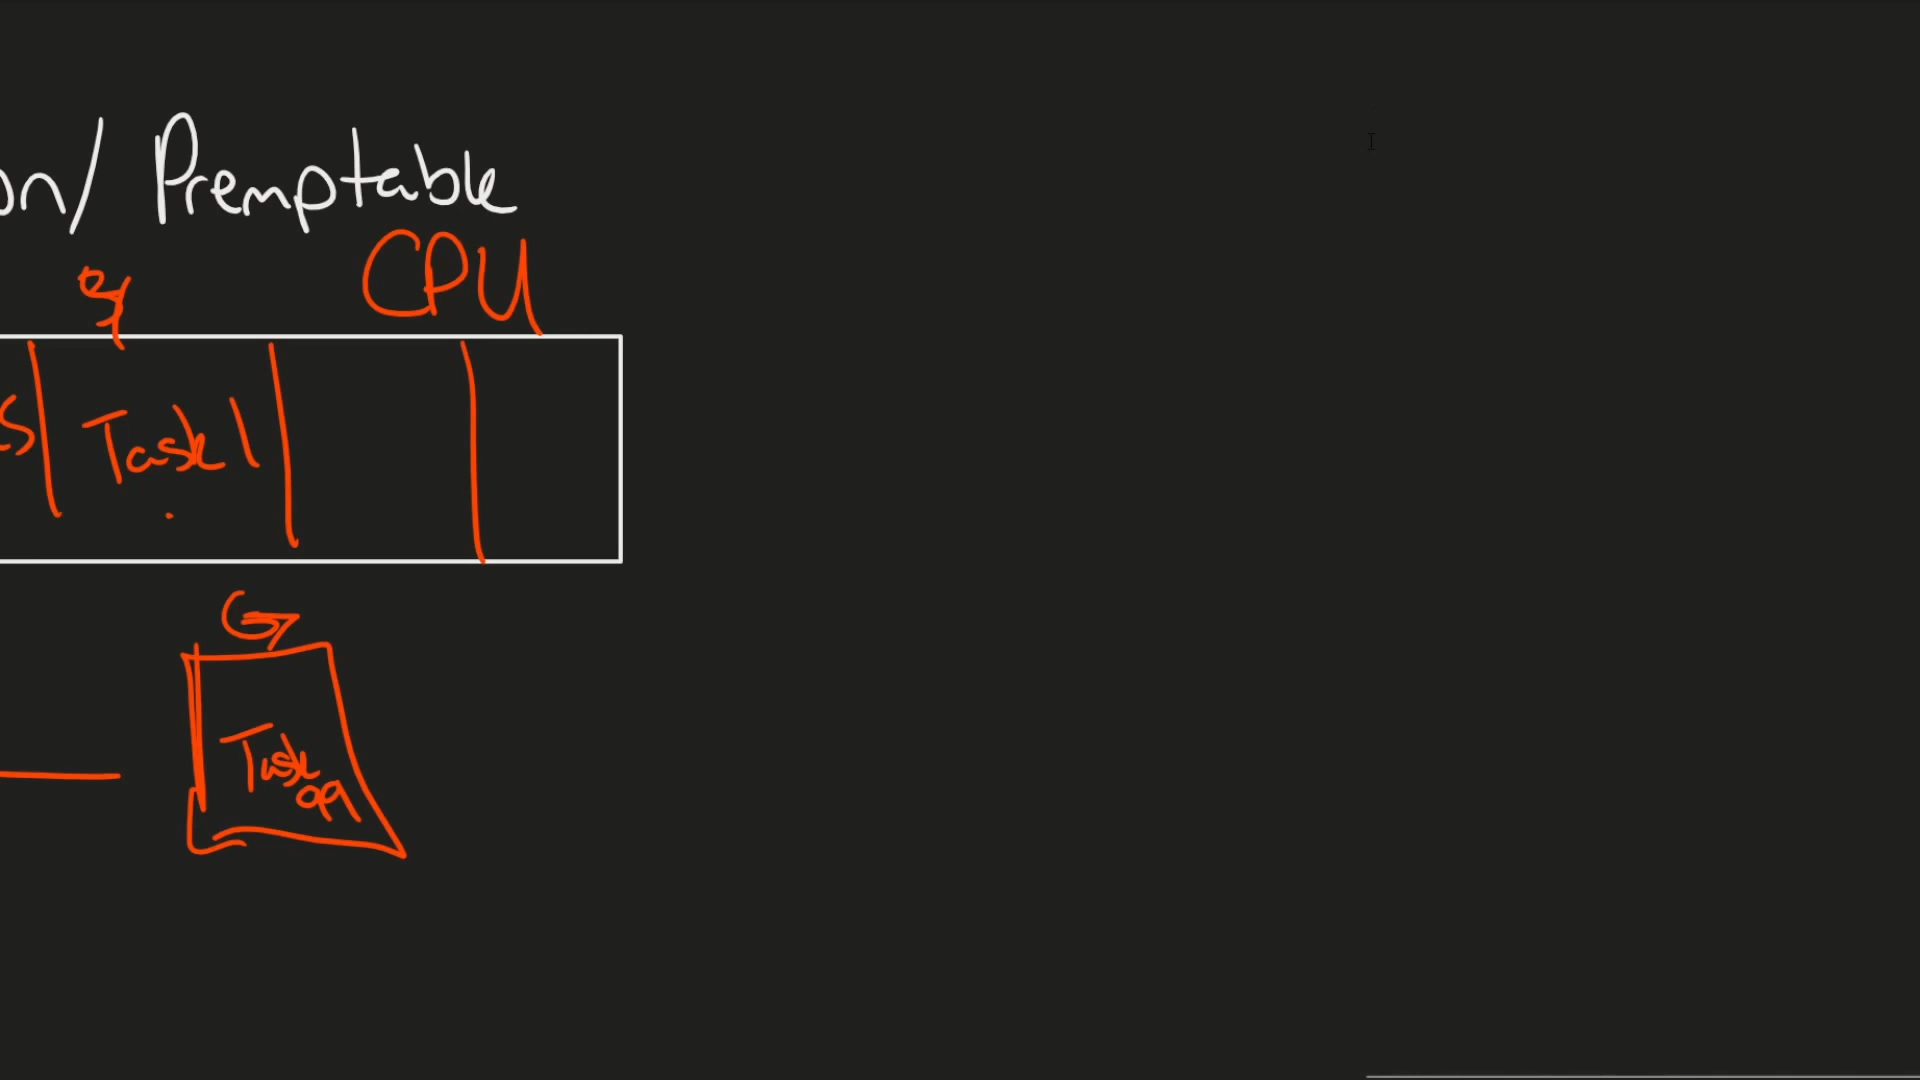 on/ Premptable
CPU
S Task 1
Task